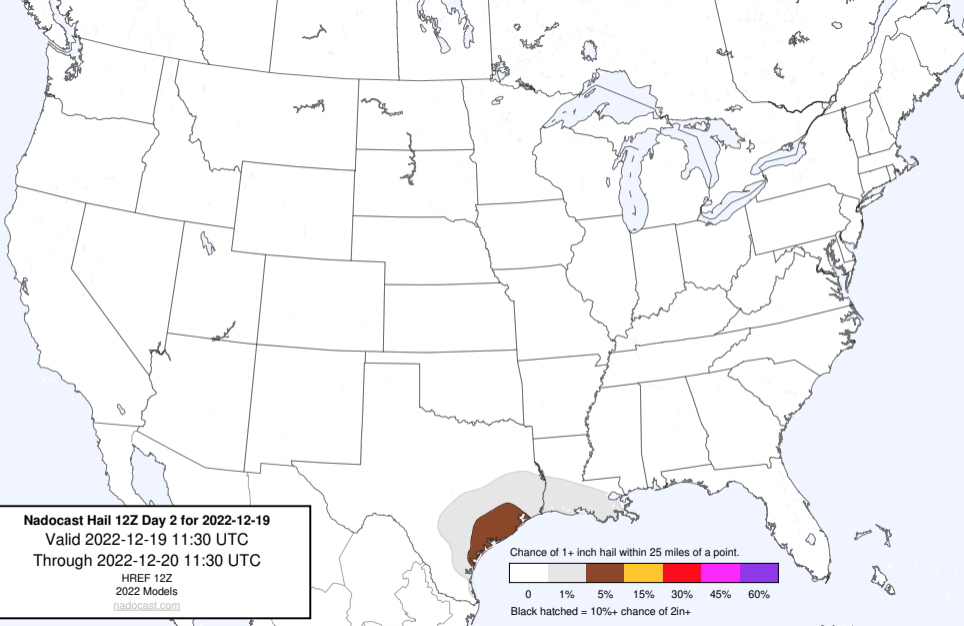 Nadocast Hail 12Z Day 2 for 2022-12-19
Valid 2022-12-19 11:30 UTC
Through 2022-12-20 11:30 UTC
HREF 12Z
2022 Models
nadocast.com
Chance of 1+ inch hail within 25 miles of a point.
0 1% 5% 15% 30% 45% 60%
Black hatched = 10%+ chance of 2in+